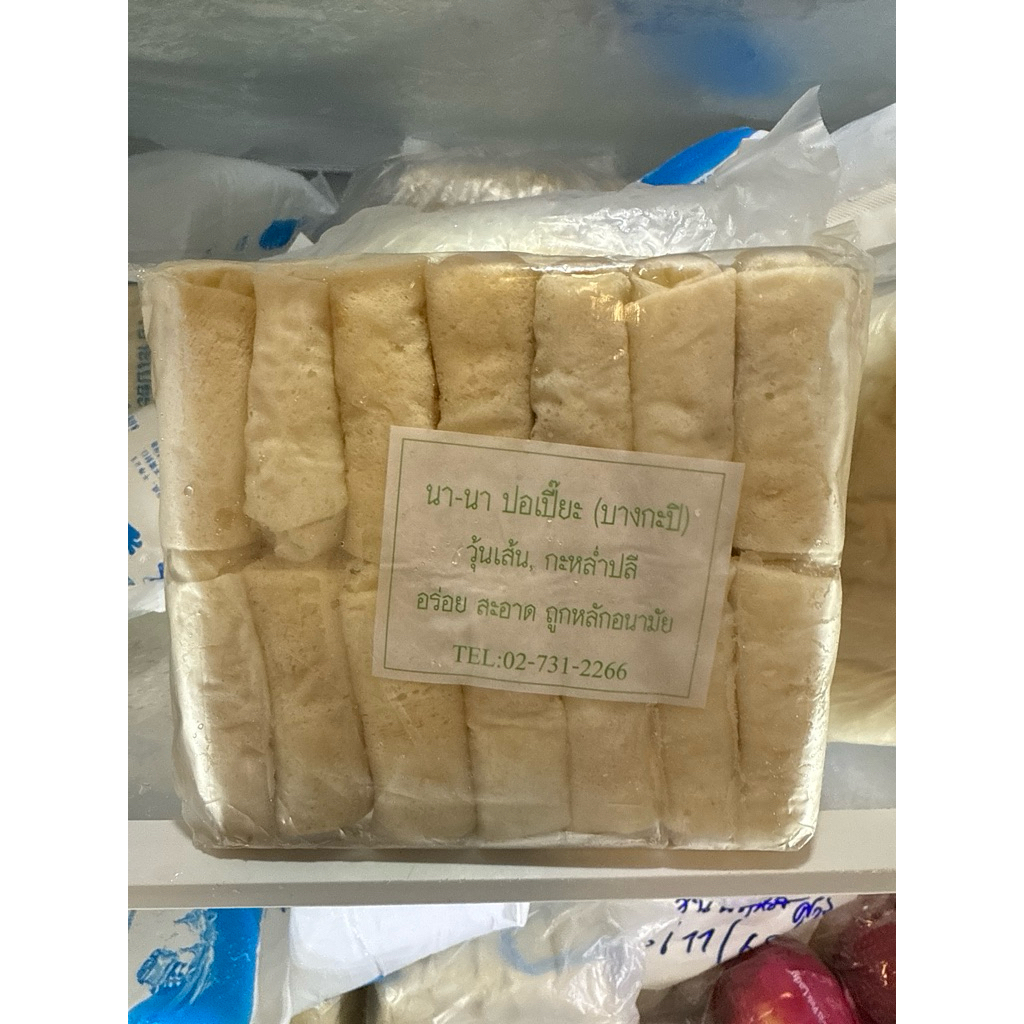 นา-นา ปอเปี๊ยะ (บางกะปิ)
วุ้นเส้น, กะหล่ำปลี
อร่อย สะอาด ถูกหลักอนามัย
TEL:02-731-2266